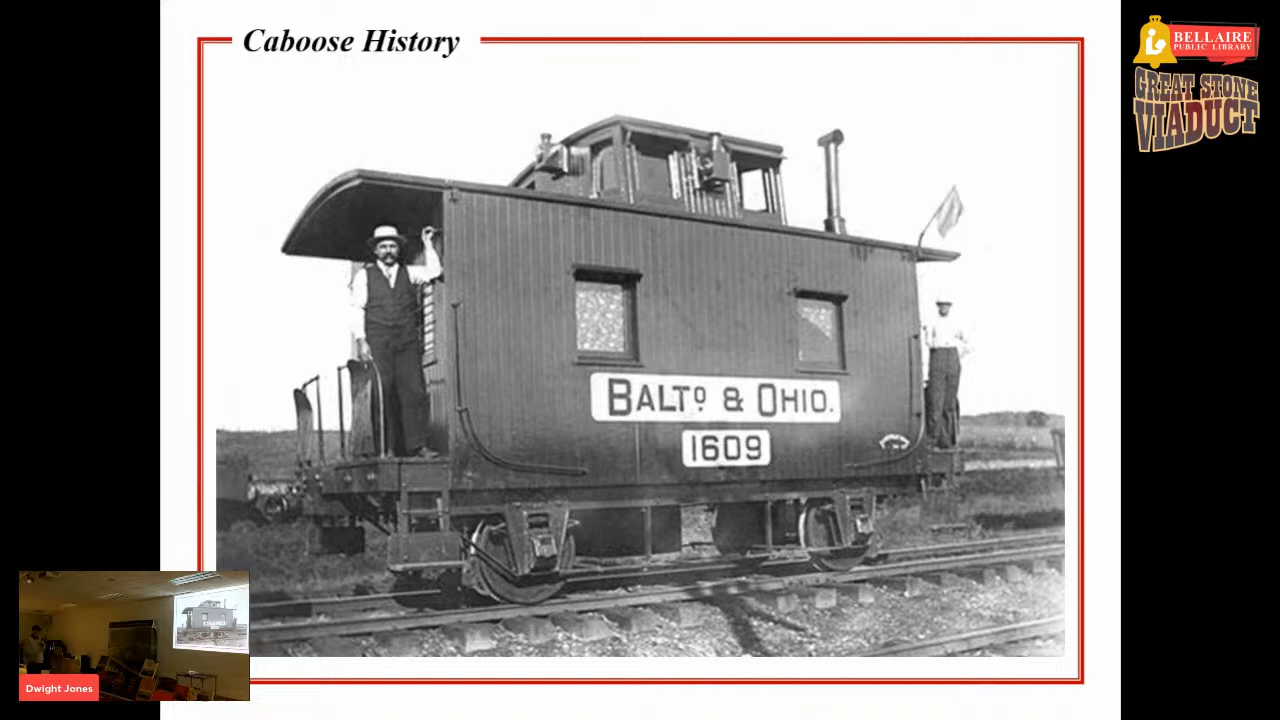 Caboose History
BELLAIRE
PUBLIC LIBRARY
GREAT STONE
VIADUCT
BALTO & OHIO.
1609
Dwight Jones